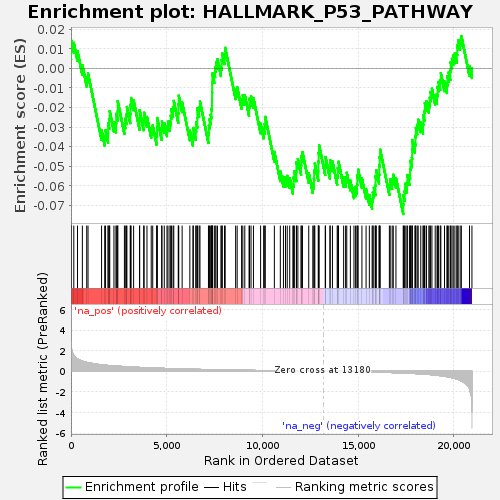 Enrichment plot: HALLMARK_P53_PATHWAY
Enrichment score (ES)
0.02
0.01
0.00
-0.01
-0.02
-0.03
-0.04
-0.05
-0.06
-0.07
'na_pos' (positively correlated)
Ranked list metric (PreRanked)
6
4
2
0
-2
-4
-6
Zero cross at 13180
'na_neg' (negatively correlated)
0
5,000
10,000
15,000
20,000
Rank in Ordered Dataset
Enrichment profile
Hits
Ranking metric scores